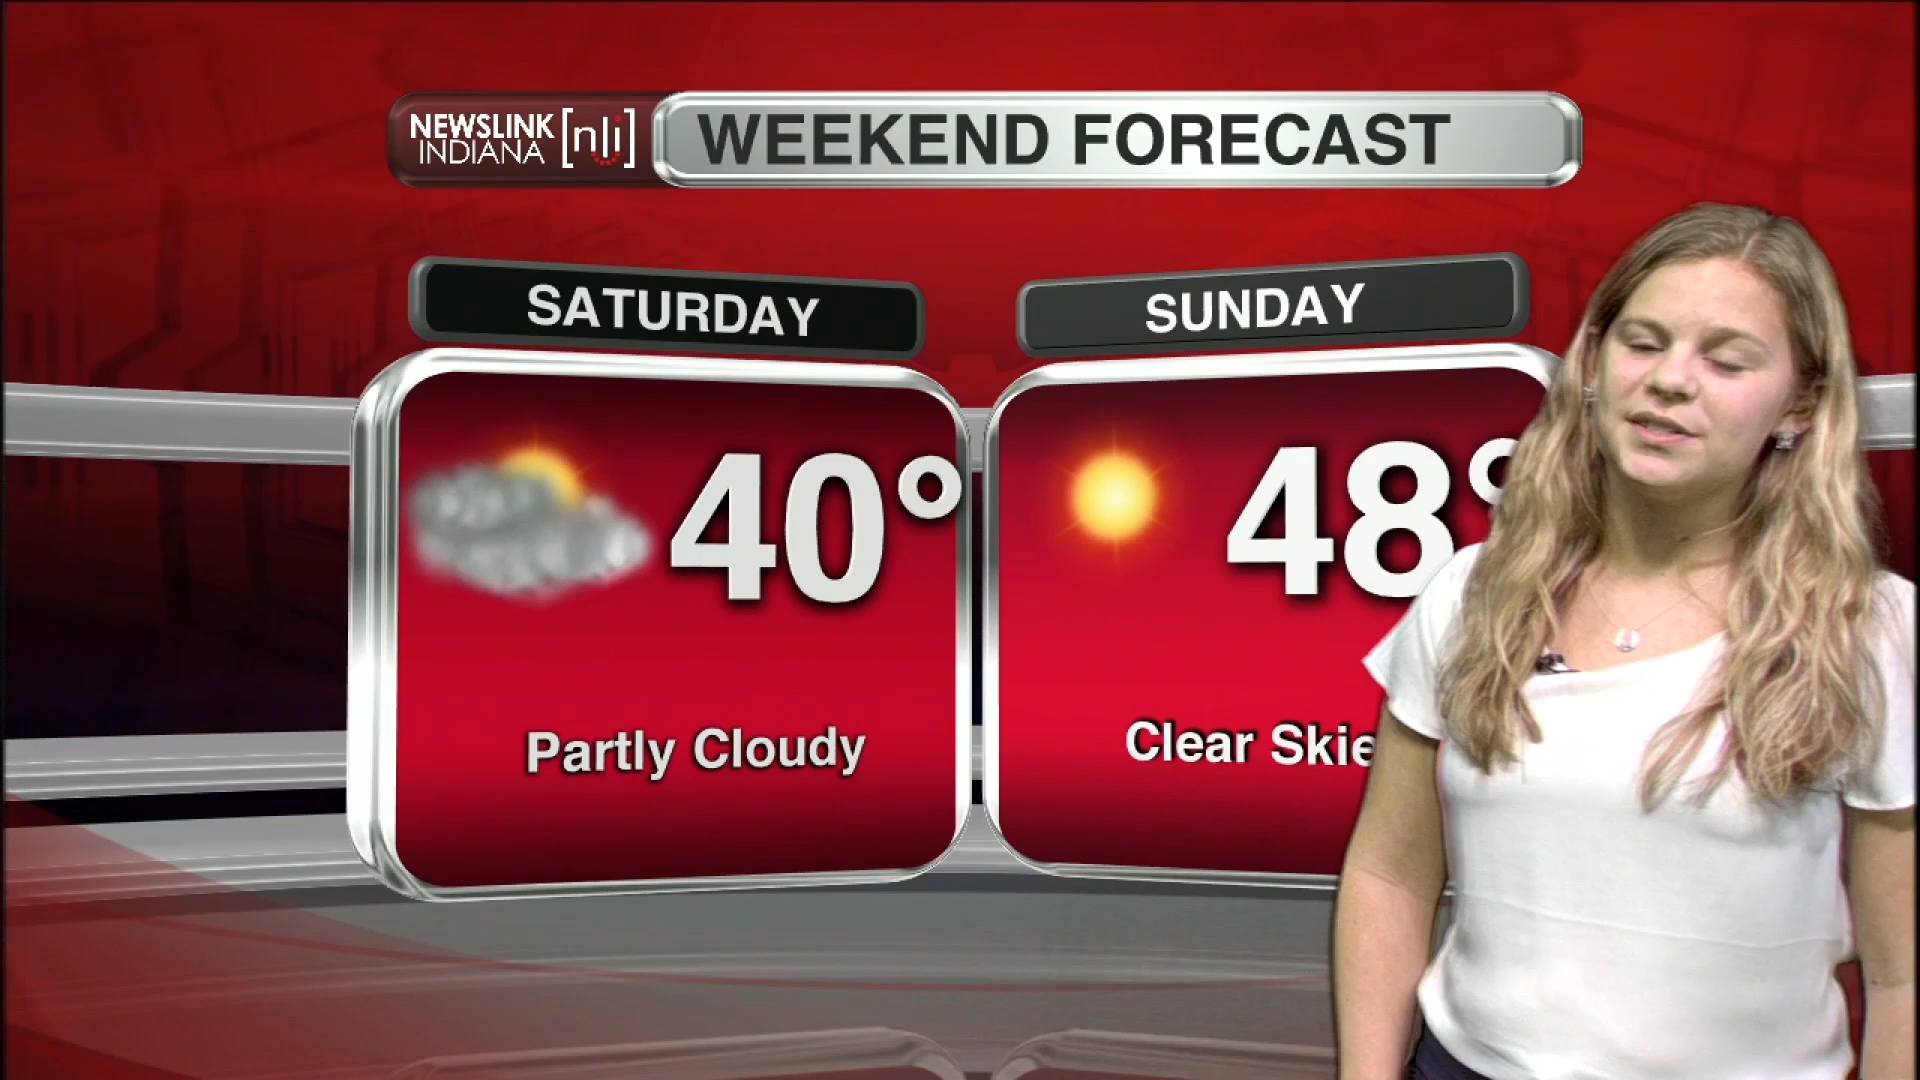 NEWSLINK
INDIANA
[nli]
WEEKEND FORECAST
SATURDAY
SUNDAY
40°
48°
Partly Cloudy
Clear Skie